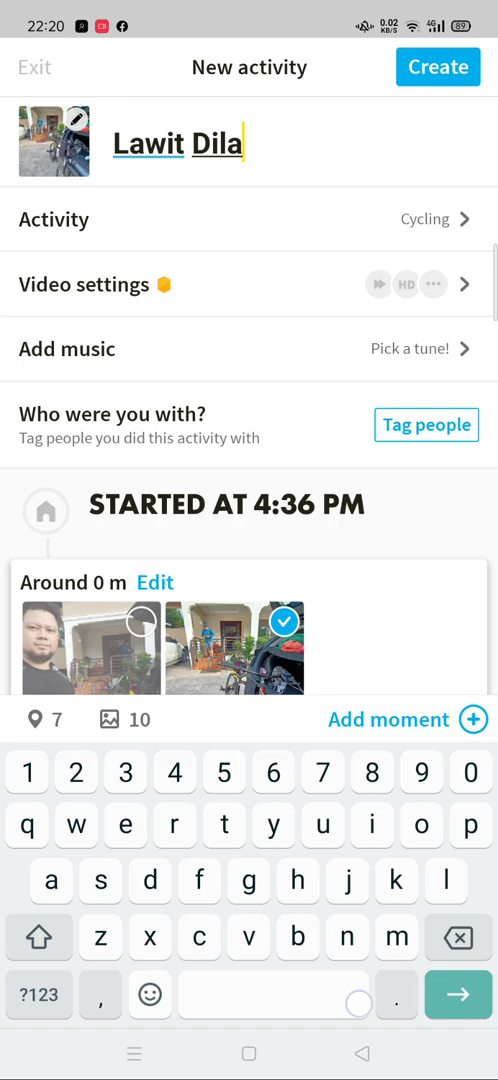 22:20 0.02 KB/S 4G 89
Exit New activity Create
Lawit Dila
Activity Cycling
Video settings HD
Add music Pick a tune!
Who were you with? Tag people
Tag people you did this activity with
STARTED AT 4:36 PM
Around 0 m Edit
7 10 Add moment
1 2 3 4 5 6 7 8 9 0
q w e r t y u i o p
a s d f g h j k l
z x c v b n m
?123 , .